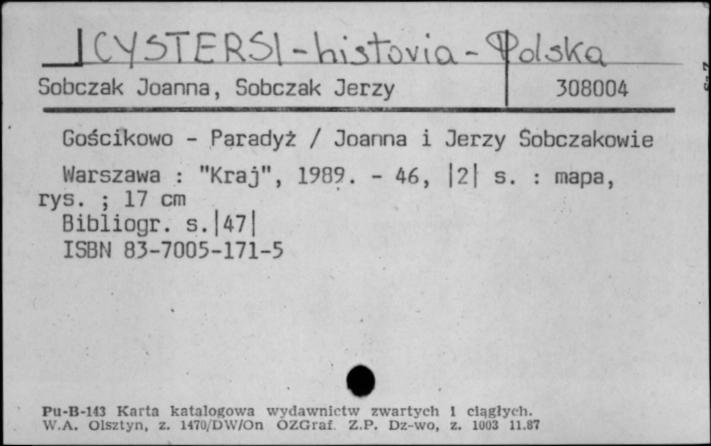 CYSTERSI - historia - Polska
Sobczak Joanna, Sobczak Jerzy 308004
Gościkowo - Paradyż / Joanna i Jerzy Sobczakowie
Warszawa : "Kraj", 1989. - 46, |2| s. : mapa,
rys. ; 17 cm
Bibliogr. s.|47|
ISBN 83-7005-171-5
Pu-B-143 Karta katalogowa wydawnictw zwartych i ciągłych.
W.A. Olsztyn, z. 1470/DW/On OZGraf. Z.P. Dz-wo, z. 1003 11.87